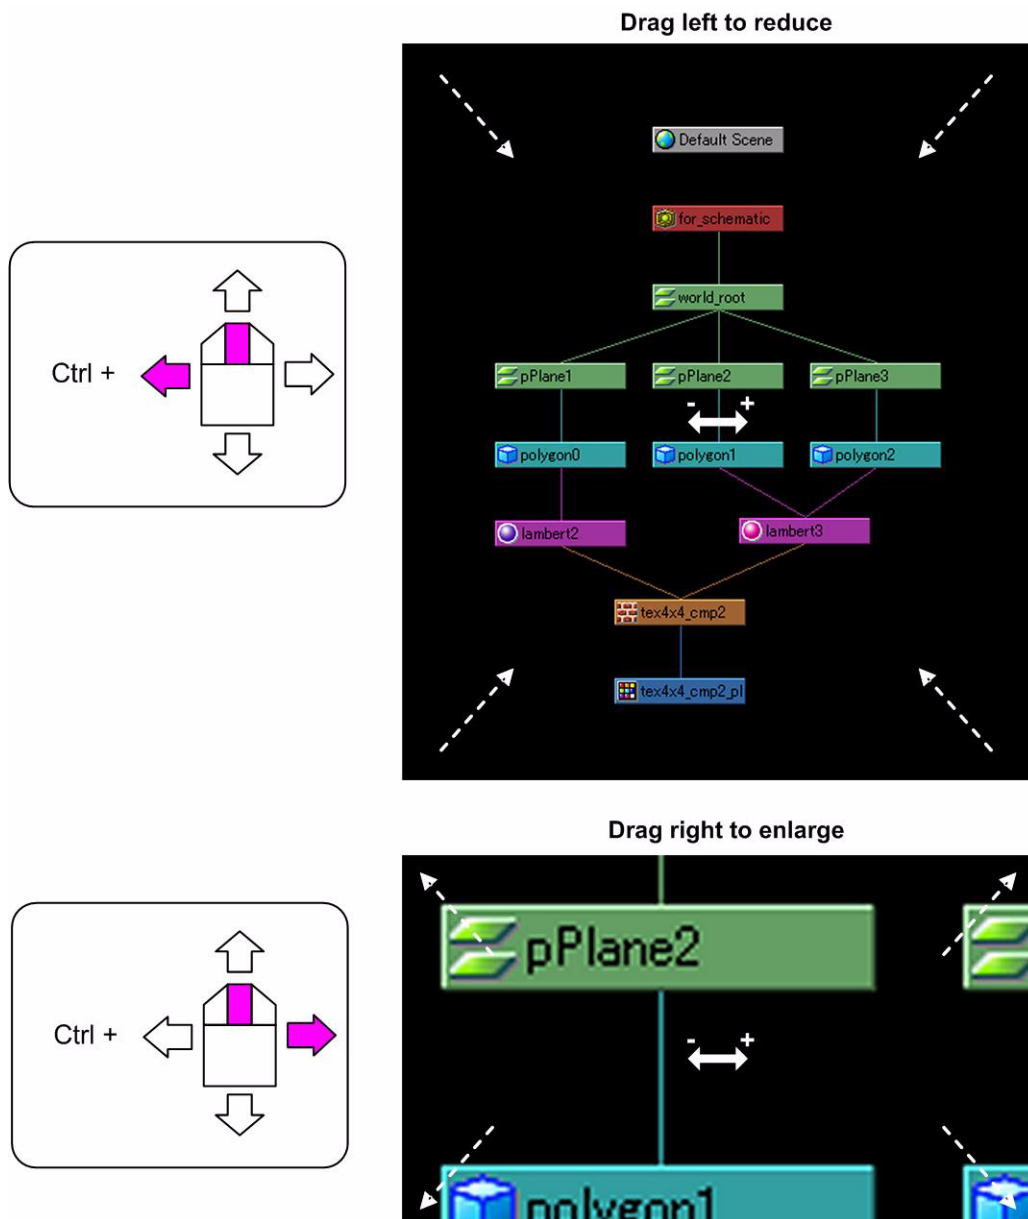 Drag left to reduce
Default Scene
for_schematic
world_root
Ctrl +
pPlane1 pPlane2 pPlane3
- +
polygon0 polygon1 polygon2
lambert2 lambert3
tex4x4_cmp2
tex4x4_cmp2_pl
Drag right to enlarge
pPlane2
Ctrl +
- +
polygon1